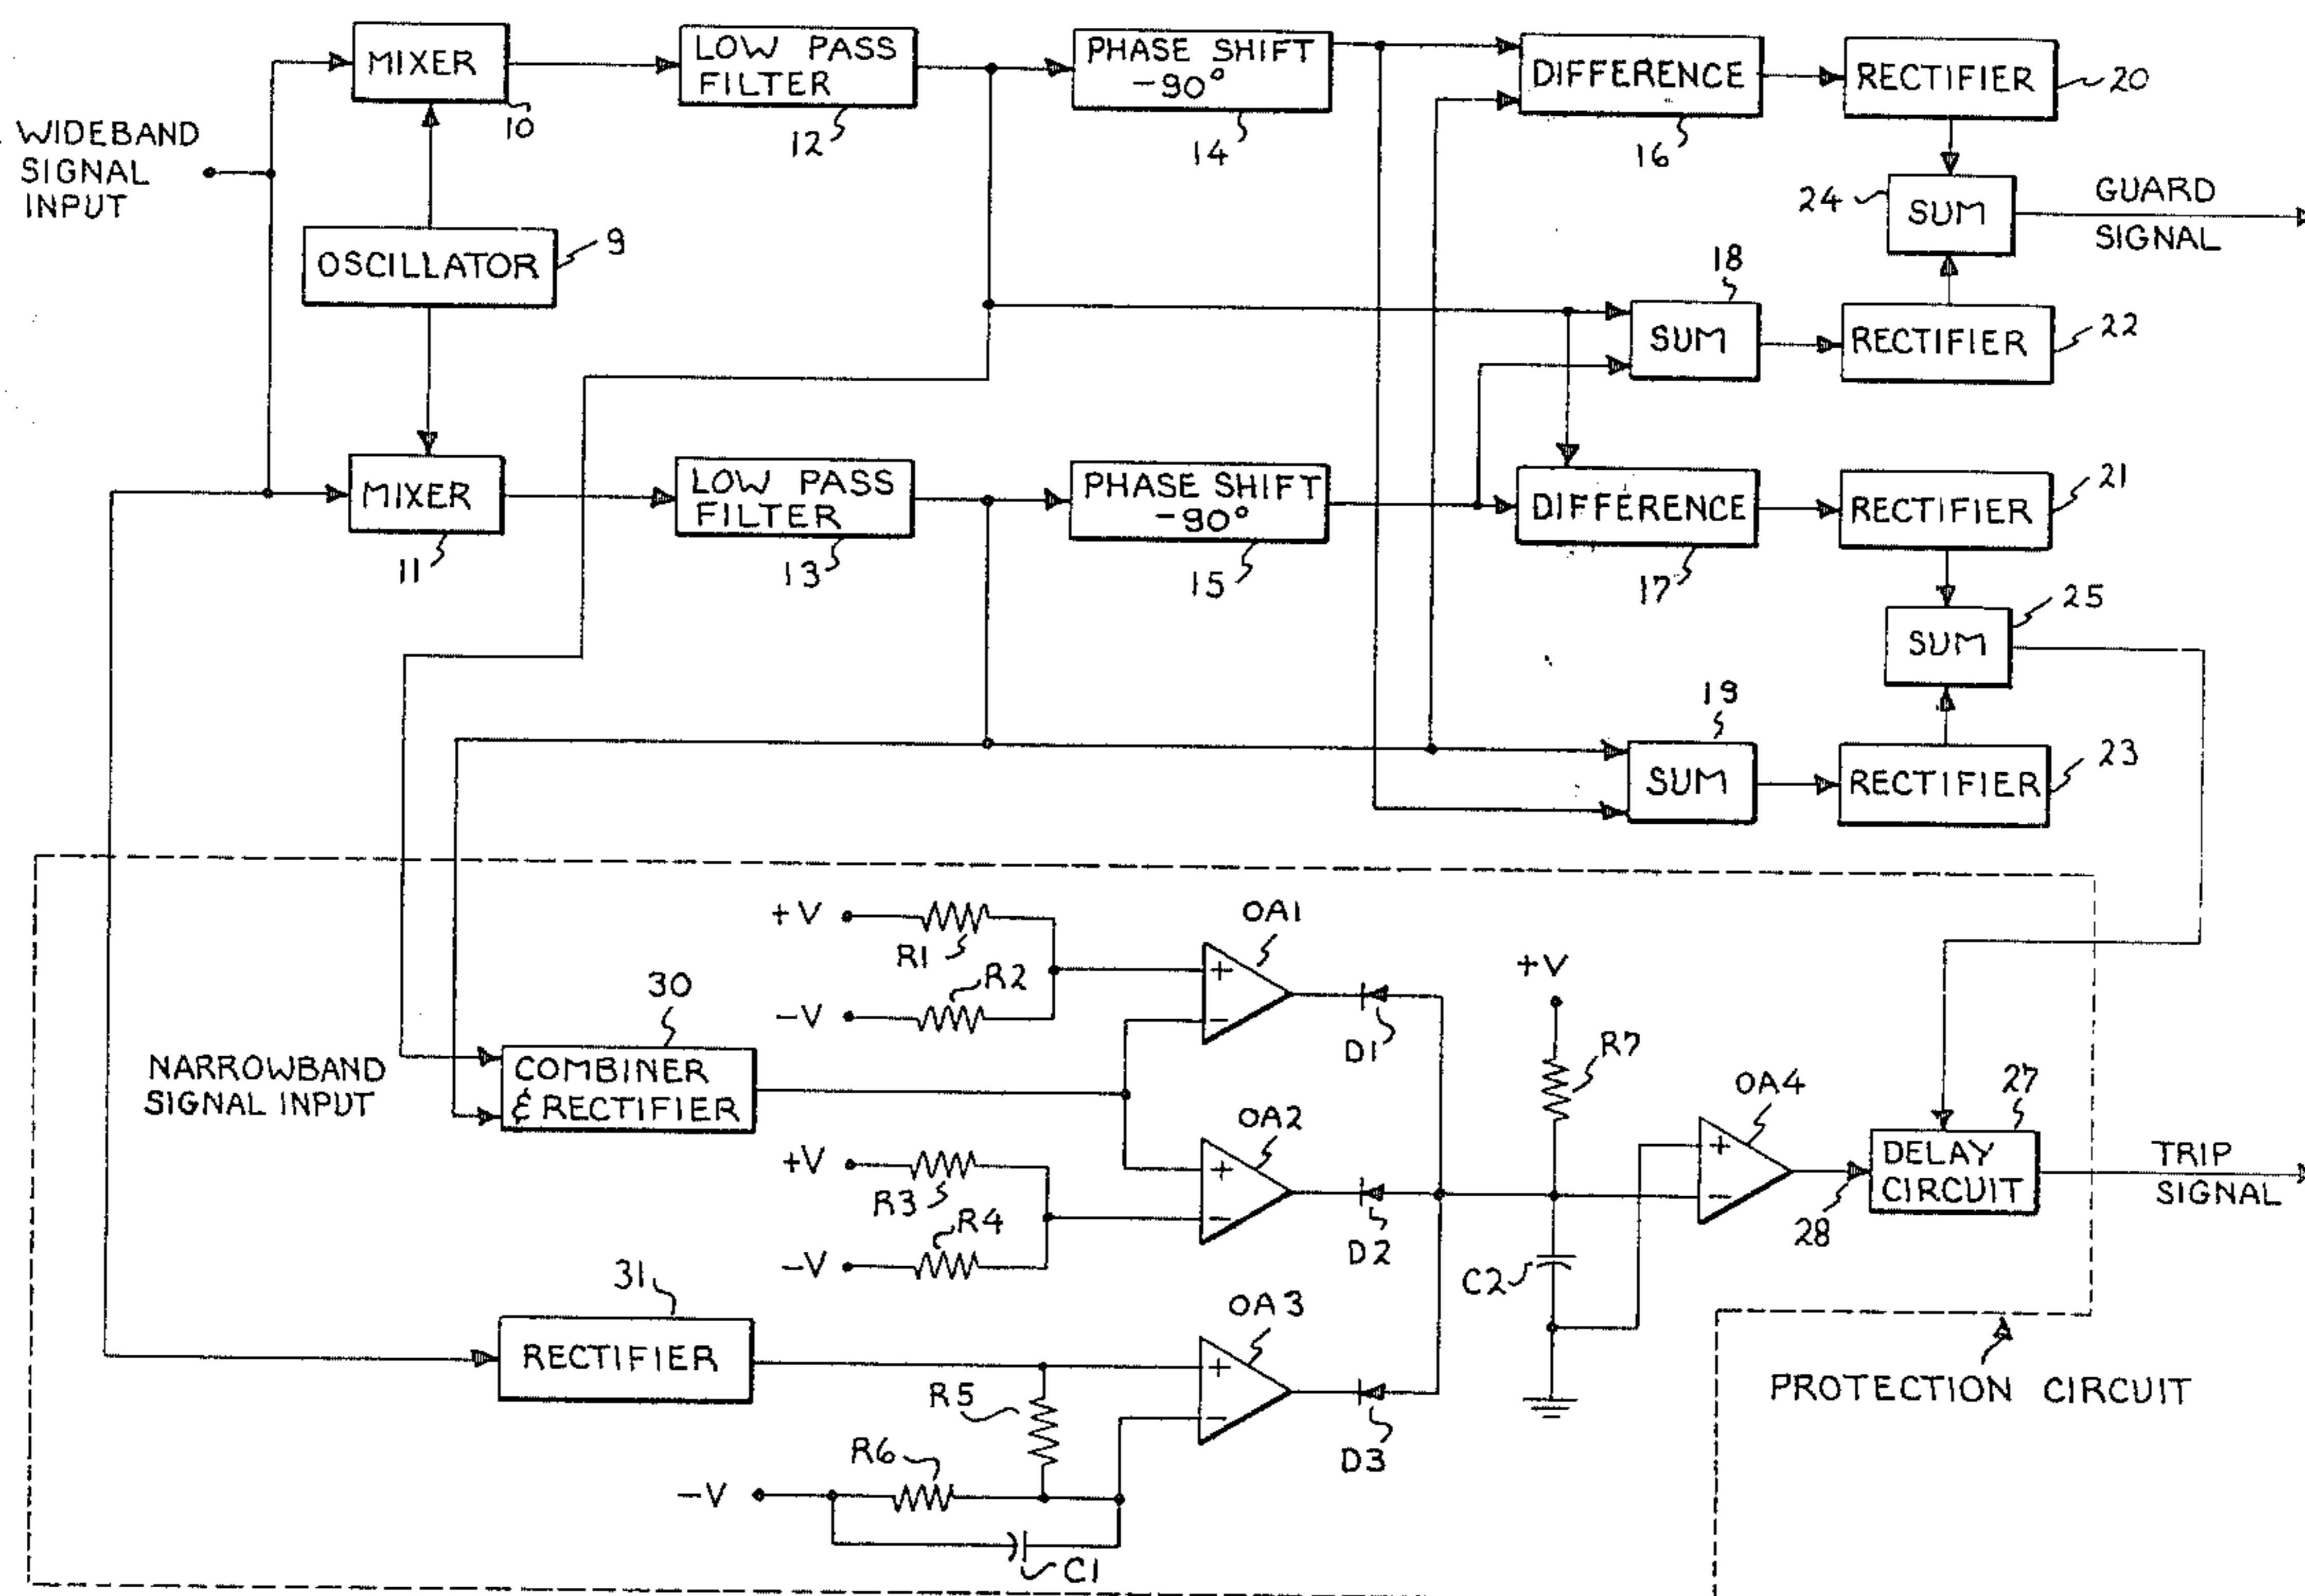 MIXER
10
LOW PASS
FILTER
12
PHASE SHIFT
-90°
14
DIFFERENCE
16
RECTIFIER
20
WIDEBAND
SIGNAL
INPUT
OSCILLATOR
9
24
SUM
GUARD
SIGNAL
18
SUM
RECTIFIER
22
MIXER
11
LOW PASS
FILTER
13
PHASE SHIFT
-90°
15
DIFFERENCE
17
RECTIFIER
21
SUM
25
19
SUM
RECTIFIER
23
+V
R1
OA1
-V
R2
D1
30
NARROWBAND
SIGNAL INPUT
COMBINER
& RECTIFIER
+V
R7
OA2
+V
R3
R4
-V
D2
C2
OA4
27
DELAY
CIRCUIT
28
TRIP
SIGNAL
31
RECTIFIER
OA3
R5
D3
R6
-V
C1
PROTECTION CIRCUIT
+
-
+
-
+
-
+
-